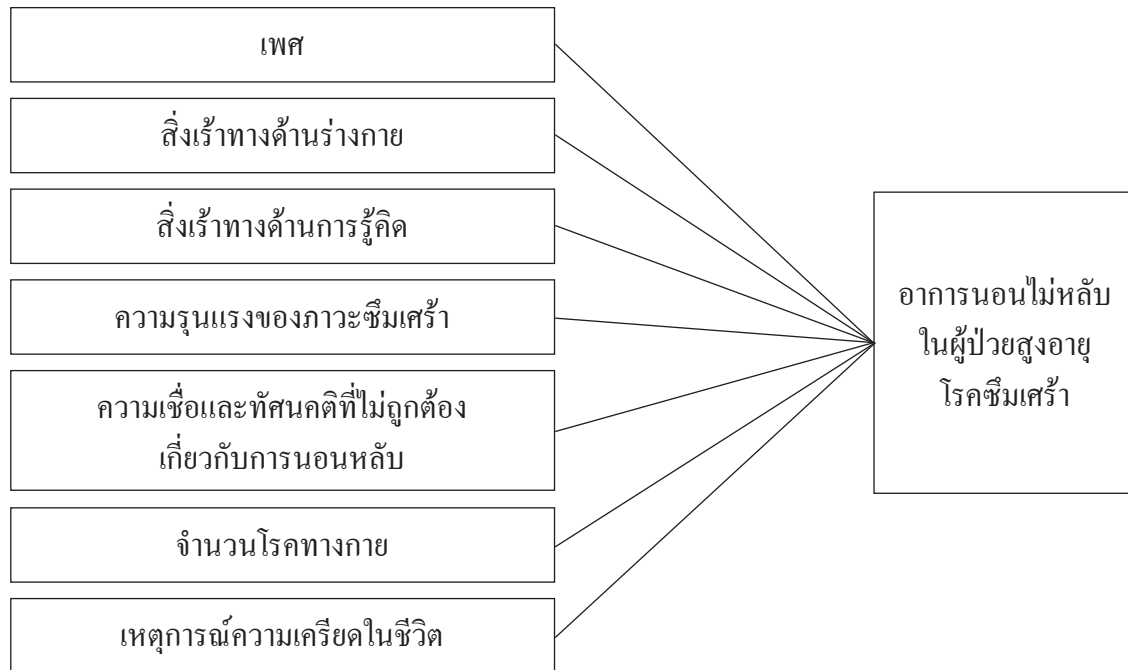 เพศ
สิ่งเร้าทางด้านร่างกาย
สิ่งเร้าทางด้านการรู้คิด
ความรุนแรงของภาวะซึมเศร้า
ความเชื่อและทัศนคติที่ไม่ถูกต้อง
เกี่ยวกับการนอนหลับ
จำนวนโรคทางกาย
เหตุการณ์ความเครียดในชีวิต
อาการนอนไม่หลับ
ในผู้ป่วยสูงอายุ
โรคซึมเศร้า